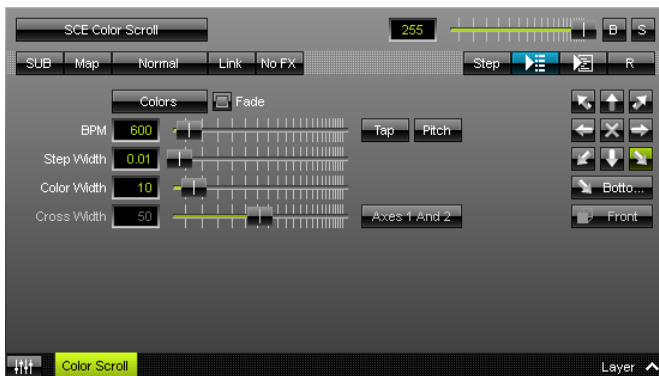 SCE Color Scroll 255 B S
SUB Map Normal Link No FX Step R
Colors Fade
BPM 600 Tap Pitch
Step Width 0.01
Color Width 10 Botto...
Cross Width 50 Axes 1 And 2 Front
Color Scroll Layer